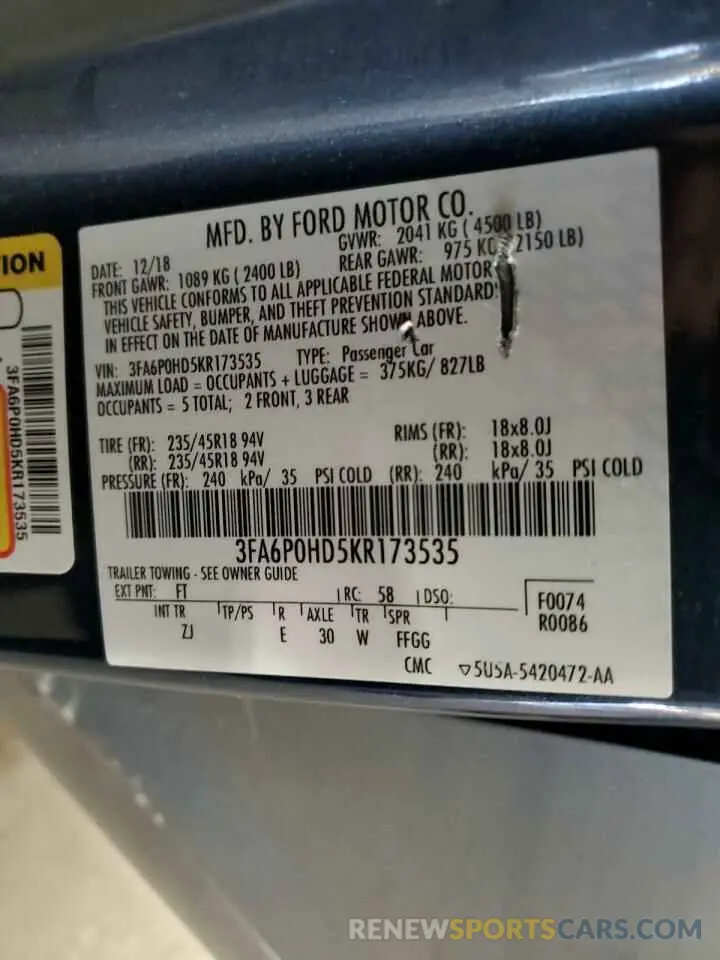 MFD. BY FORD MOTOR CO.
DATE: 12/18 GVWR: 2041 KG ( 4500 LB)
FRONT GAWR: 1089 KG ( 2400 LB) REAR GAWR: 975 KG 2150 LB)
THIS VEHICLE CONFORMS TO ALL APPLICABLE FEDERAL MOTOR
VEHICLE SAFETY, BUMPER, AND THEFT PREVENTION STANDARD
IN EFFECT ON THE DATE OF MANUFACTURE SHOWN ABOVE.
VIN: 3FA6P0HD5KR173535 TYPE: Passenger Car
MAXIMUM LOAD = OCCUPANTS + LUGGAGE = 375KG/ 827LB
OCCUPANTS = 5 TOTAL; 2 FRONT, 3 REAR
TIRE (FR): 235/45R18 94V RIMS (FR): 18x8.0J
(RR): 235/45R18 94V (RR): 18x8.0J
PRESSURE (FR): 240 kPa/ 35 PSI COLD (RR): 240 kPa/ 35 PSI COLD
3FA6P0HD5KR173535
TRAILER TOWING - SEE OWNER GUIDE
EXT PNT: FT RC: 58 DSO: F0074
INT TR TP/PS R AXLE TR SPR R0086
ZJ E 30 W FFGG
CMC ▽5U5A-5420472-AA
TION
3FA6P0HD5KR173535
RENEWSPORTSCARS.COM